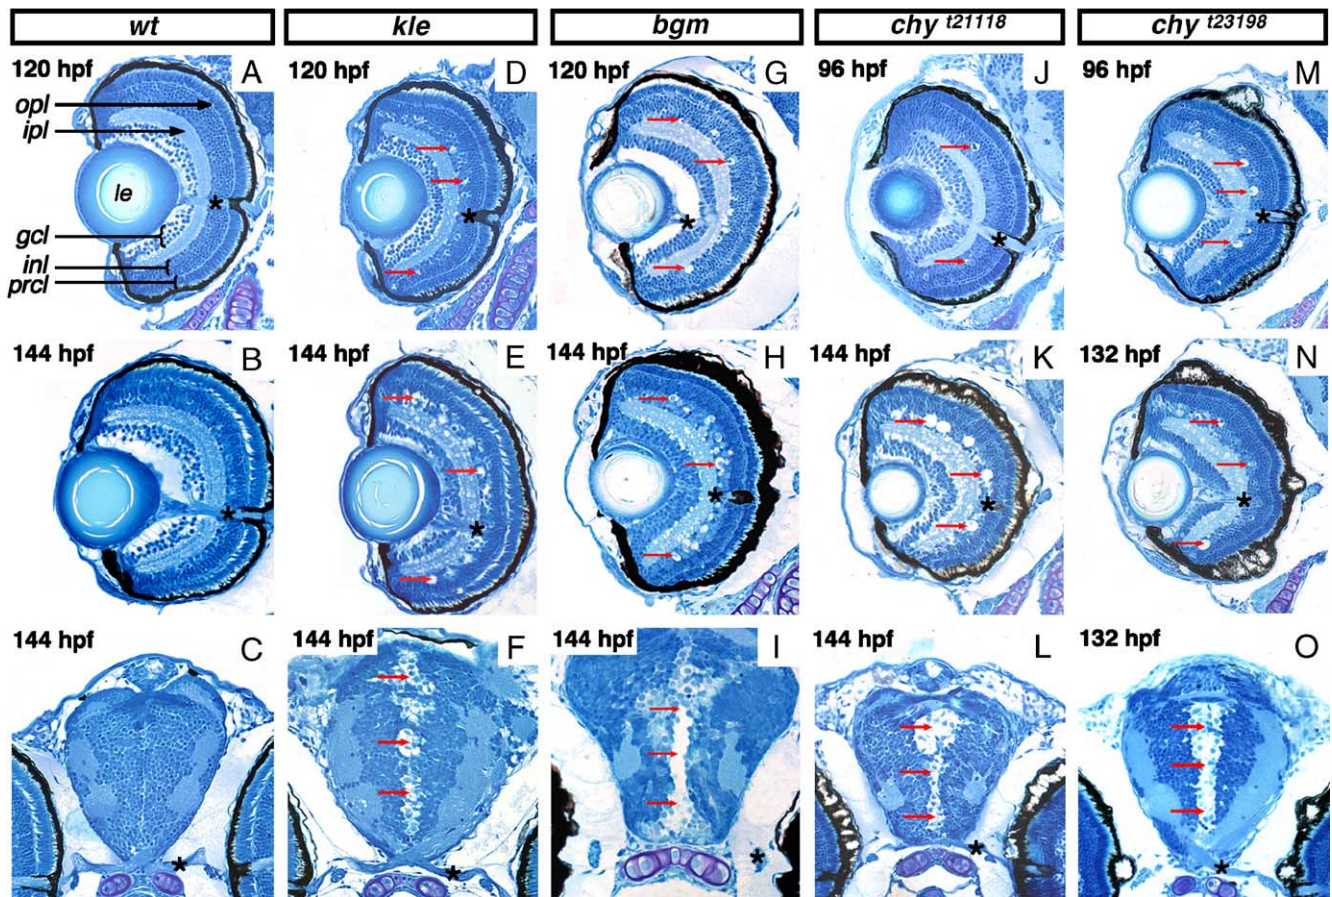 wt kle bgm chy t21118 chy t23198
120 hpf A 120 hpf D 120 hpf G 96 hpf J 96 hpf M
opl
ipl
le
*
gcl
inl
prcl
* * * *
144 hpf B 144 hpf E 144 hpf H 144 hpf K 132 hpf N
* * * * *
144 hpf C 144 hpf F 144 hpf I 144 hpf L 132 hpf O
* * * * *